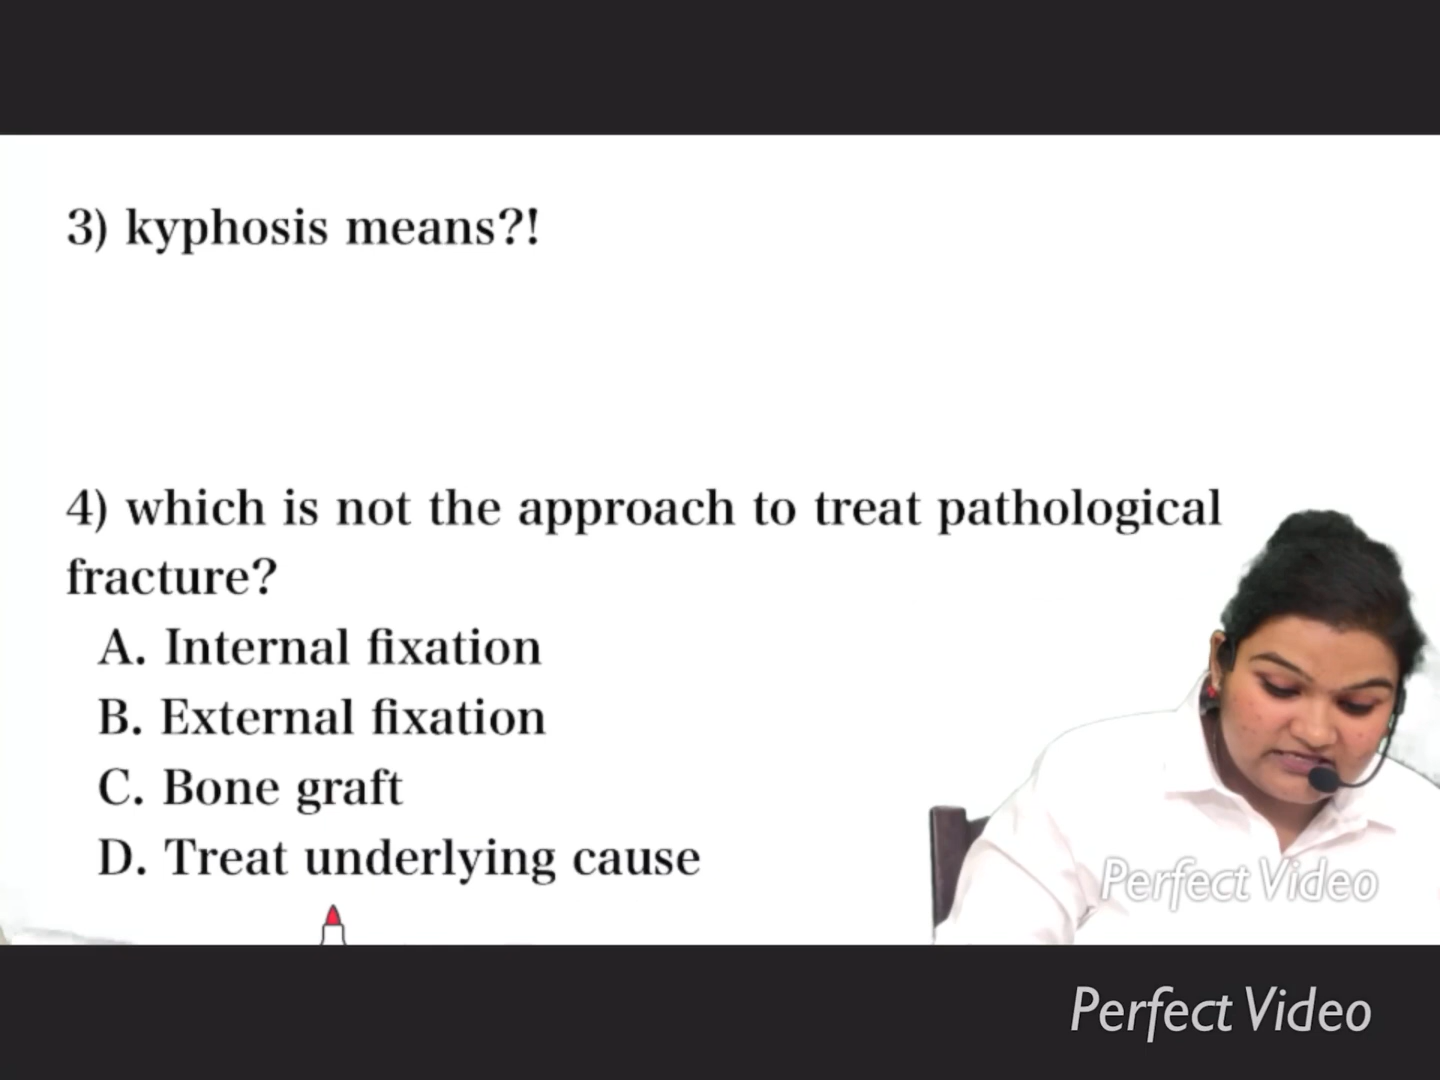 3) kyphosis means?!
4) which is not the approach to treat pathological
fracture?
A. Internal fixation
B. External fixation
C. Bone graft
D. Treat underlying cause
Perfect Video
Perfect Video